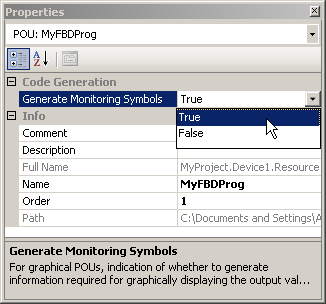 Properties
POU: MyFBDProg
A
Z
Code Generation
Generate Monitoring Symbols True
True
False
Info
Comment
Description
Full Name MyProject.Device1.Resource
Name MyFBDProg
Order 1
Path C:\Documents and Settings\A
Generate Monitoring Symbols
For graphical POUs, indication of whether to generate
information required for graphically displaying the output val...